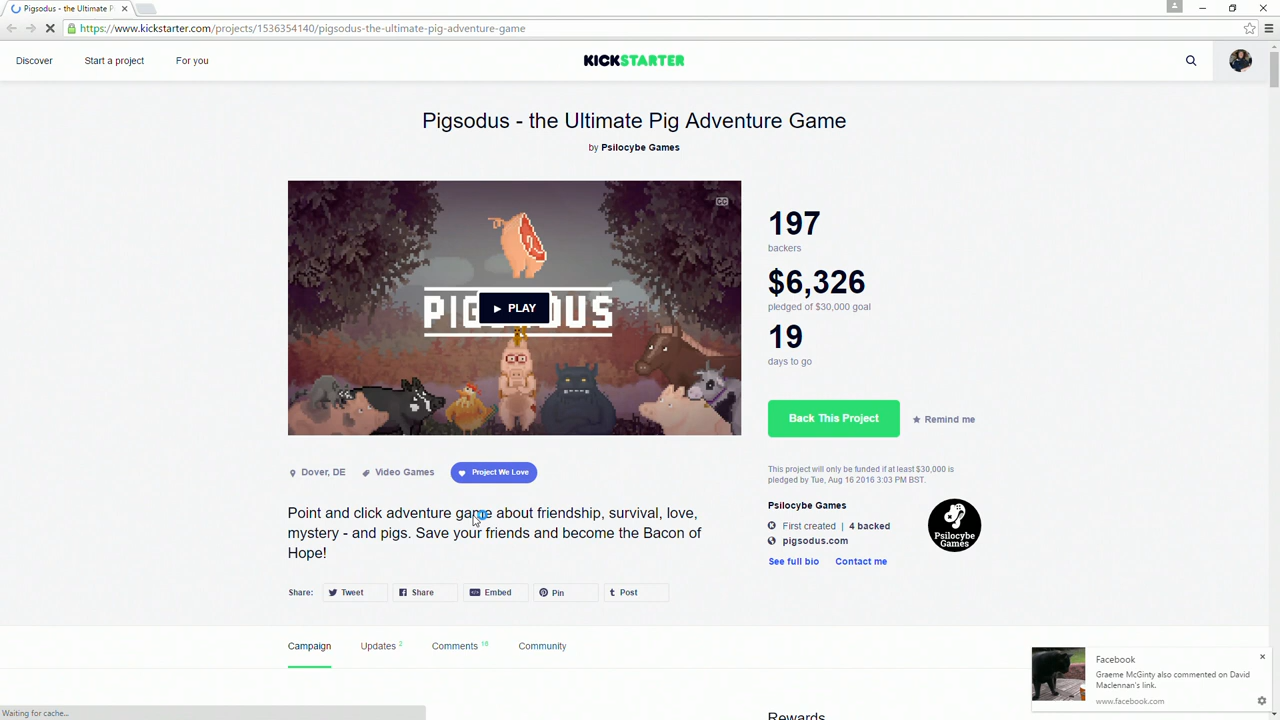 Pigsodus - the Ultimate P
https://www.kickstarter.com/projects/1536354140/pigsodus-the-ultimate-pig-adventure-game
Discover
Start a project
For you
KICKSTARTER
Pigsodus - the Ultimate Pig Adventure Game
by Psilocybe Games
CC
PLAY
197
backers
$6,326
pledged of $30,000 goal
19
days to go
Back This Project
Remind me
Dover, DE
Video Games
Project We Love
This project will only be funded if at least $30,000 is
pledged by Tue, Aug 16 2016 3:03 PM BST.
Psilocybe Games
First created | 4 backed
pigsodus.com
See full bio
Contact me
Psilocybe
Games
Point and click adventure game about friendship, survival, love,
mystery - and pigs. Save your friends and become the Bacon of
Hope!
Share:
Tweet
Share
Embed
Pin
Post
Campaign
Updates 2
Comments 16
Community
Facebook
Graeme McGinty also commented on David
Maclennan's link.
www.facebook.com
Waiting for cache...
Rewards